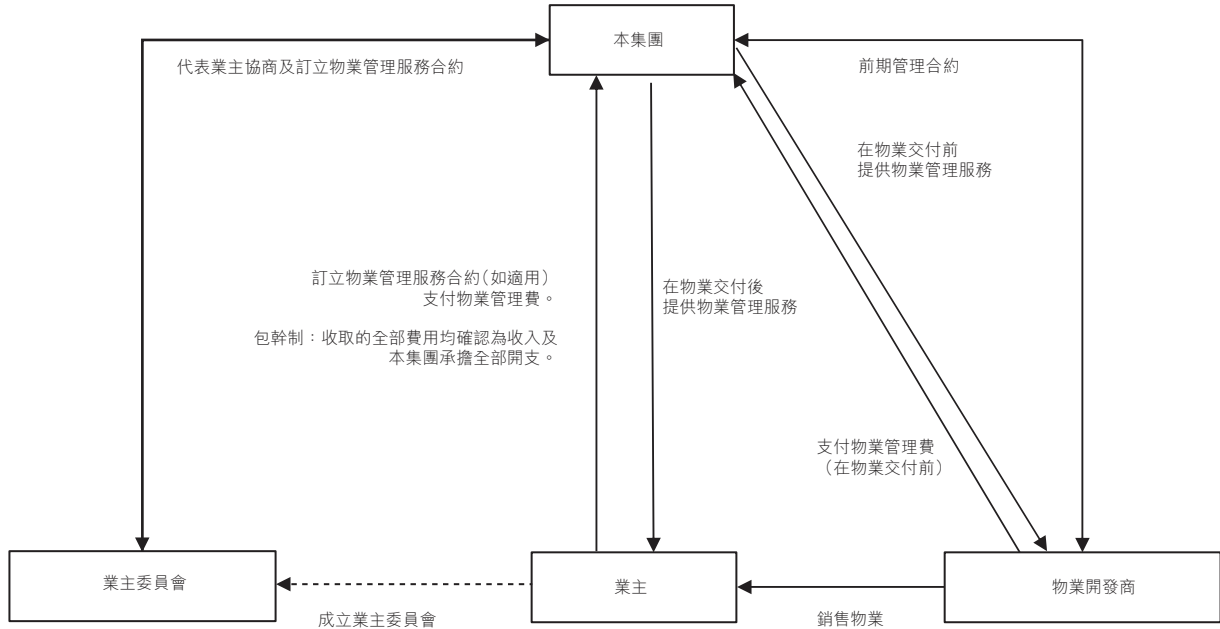 本集團
代表業主協商及訂立物業管理服務合約
前期管理合約
在物業交付前
提供物業管理服務
訂立物業管理服務合約（如適用）
支付物業管理費。
包幹制：收取的全部費用均確認為收入及
本集團承擔全部開支。
在物業交付後
提供物業管理服務
支付物業管理費
（在物業交付前）
業主委員會
業主
物業開發商
成立業主委員會
銷售物業